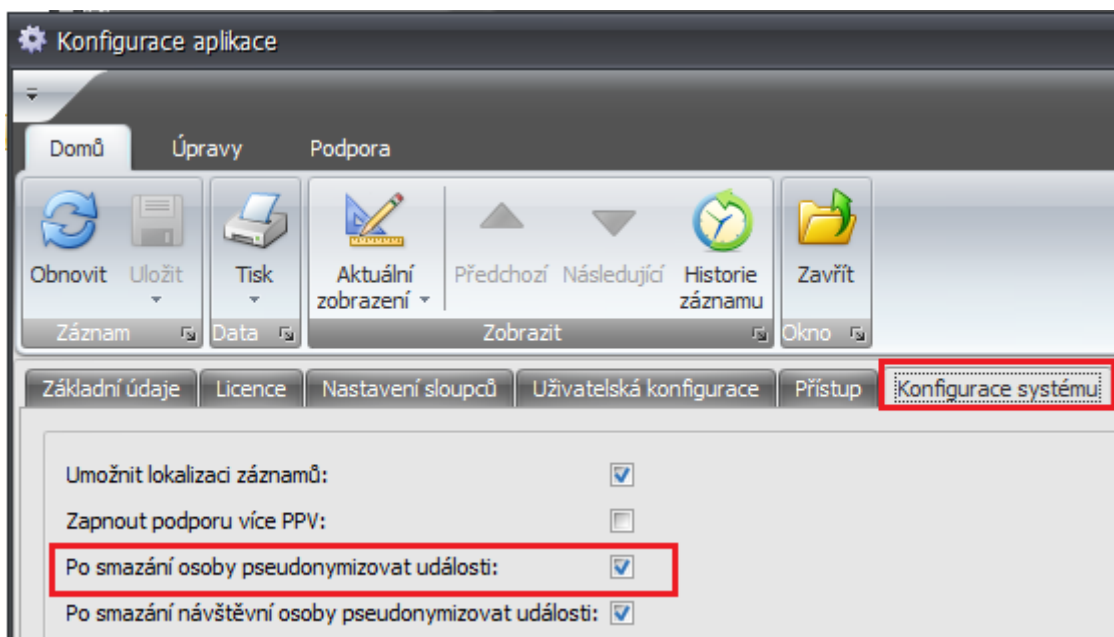 Konfigurace aplikace
Domů Úpravy Podpora
Obnovit Uložit Tisk Aktuální zobrazení Předchozí Následující Historie záznamu Zavřít
Záznam Data Zobrazit Okno
Základní údaje Licence Nastavení sloupců Uživatelská konfigurace Přístup Konfigurace systému
Umožnit lokalizaci záznamů:
Zapnout podporu více PPV:
Po smazání osoby pseudonymizovat události:
Po smazání návštěvní osoby pseudonymizovat události: